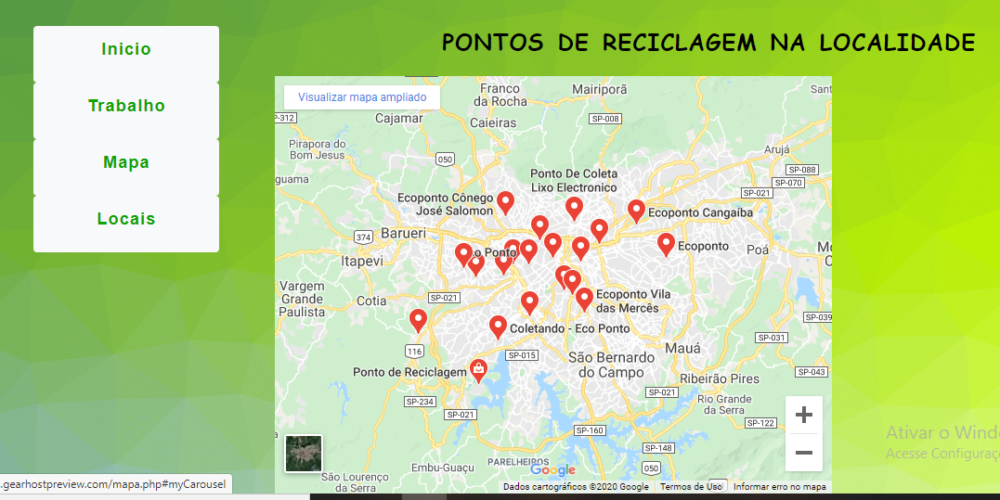 Inicio
Trabalho
Mapa
Locais
PONTOS DE RECICLAGEM NA LOCALIDADE
Visualizar mapa ampliado
Franco
da Rocha
Mairiporã
Sant
P-312
Cajamar
Caieiras
SP-008
Pirapora do
Bom Jesus
050
Arujá
SP-088
SP-070
SP-021
guama
Ponto De Coleta
Lixo Electronico
Ecoponto Cônego
José Salomon
Ecoponto Cangaíba
374
Barueri
Itapevi
o Ponto
Ecoponto
Poá
Mo
Vargem
Grande
Paulista
Cotia
SP-021
Ecoponto Vila
das Mercês
SP-039
Coletando - Eco Ponto
116
SP-015
SP-031
Mauá
São Bernardo
do Campo
Ponto de Reciclagem
SP-043
Ribeirão Pires
SP-234
SP-021
SP-021
Rio Grande
da Serra
SP-122
SP-160
SP-148
Embu-Guaçu
PARELHEIROS
050
Google
São Lourenço
da Serra
Dados cartográficos ©2020 Google
Termos de Uso
Informar erro no mapa
Ativar o Wind
Acesse Configuraç
.gearhostpreview.com/mapa.php#myCarousel